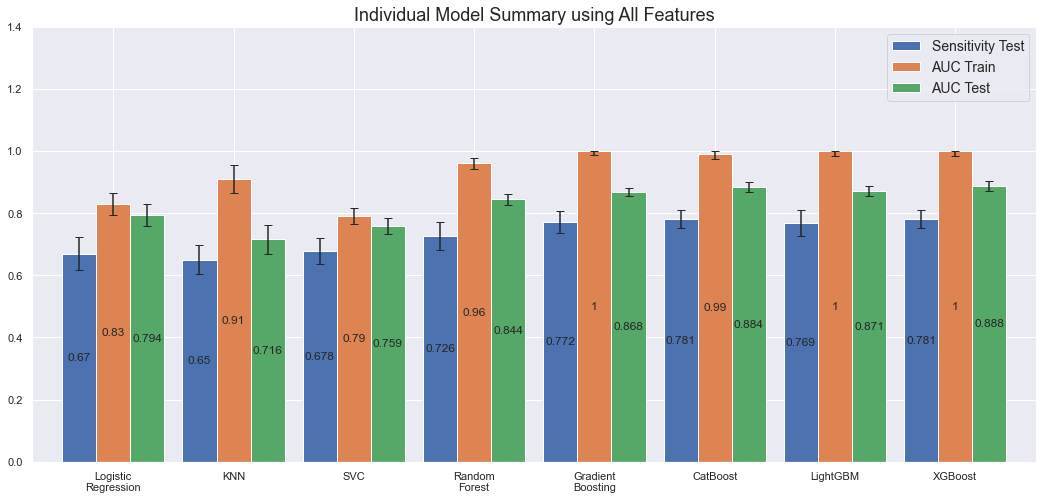 Individual Model Summary using All Features
1.4
1.2
1.0
0.8
0.6
0.4
0.2
0.0
Sensitivity Test
AUC Train
AUC Test
0.67
0.83
0.794
0.65
0.91
0.716
0.678
0.79
0.759
0.726
0.96
0.844
0.772
1
0.868
0.781
0.99
0.884
0.769
1
0.871
0.781
1
0.888
Logistic
Regression
KNN
SVC
Random
Forest
Gradient
Boosting
CatBoost
LightGBM
XGBoost